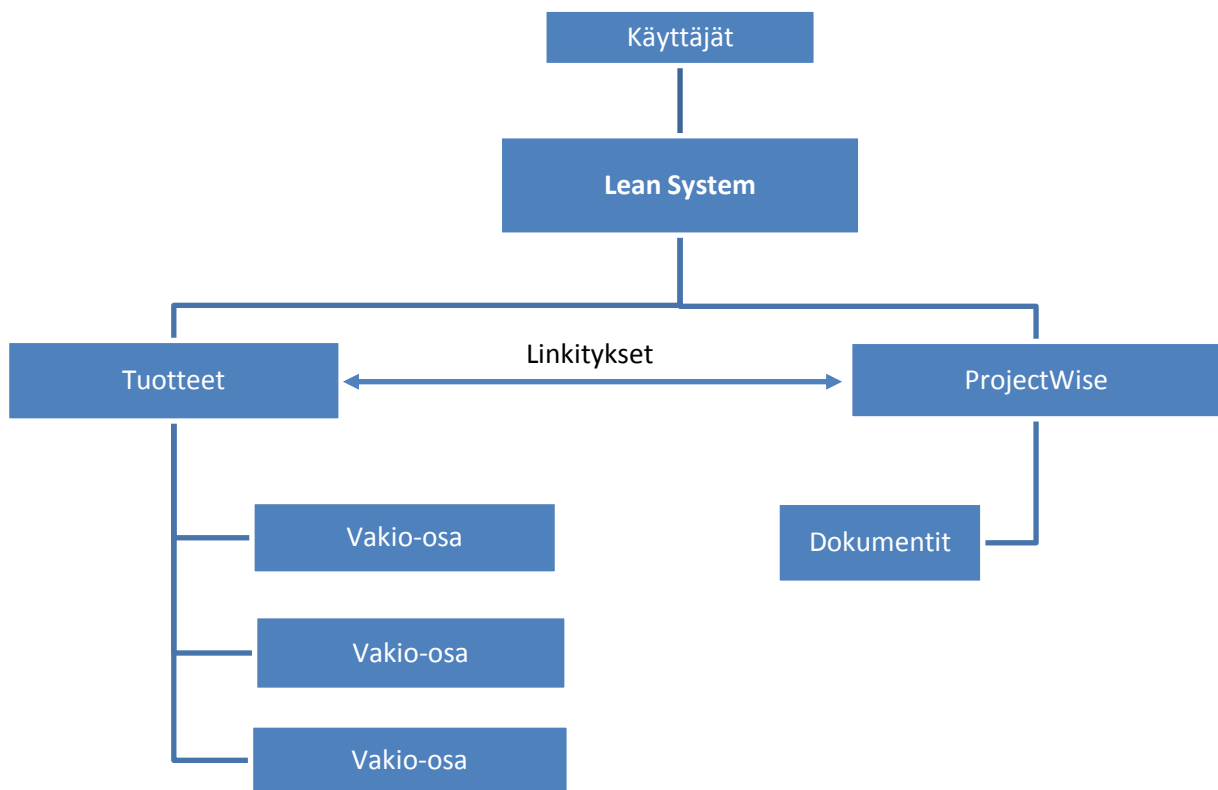 Käyttäjät
Lean System
Linkitykset
Tuotteet
ProjectWise
Vakio-osa
Dokumentit
Vakio-osa
Vakio-osa